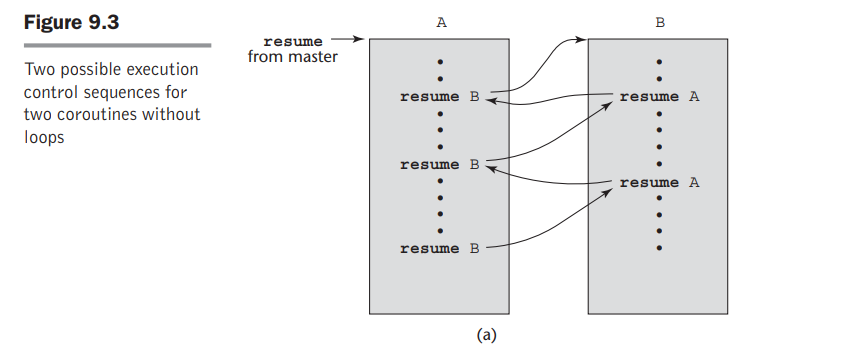 Figure 9.3
Two possible execution
control sequences for
two coroutines without
loops
A
B
resume
from master
resume B
resume A
resume B
resume A
resume B
(a)